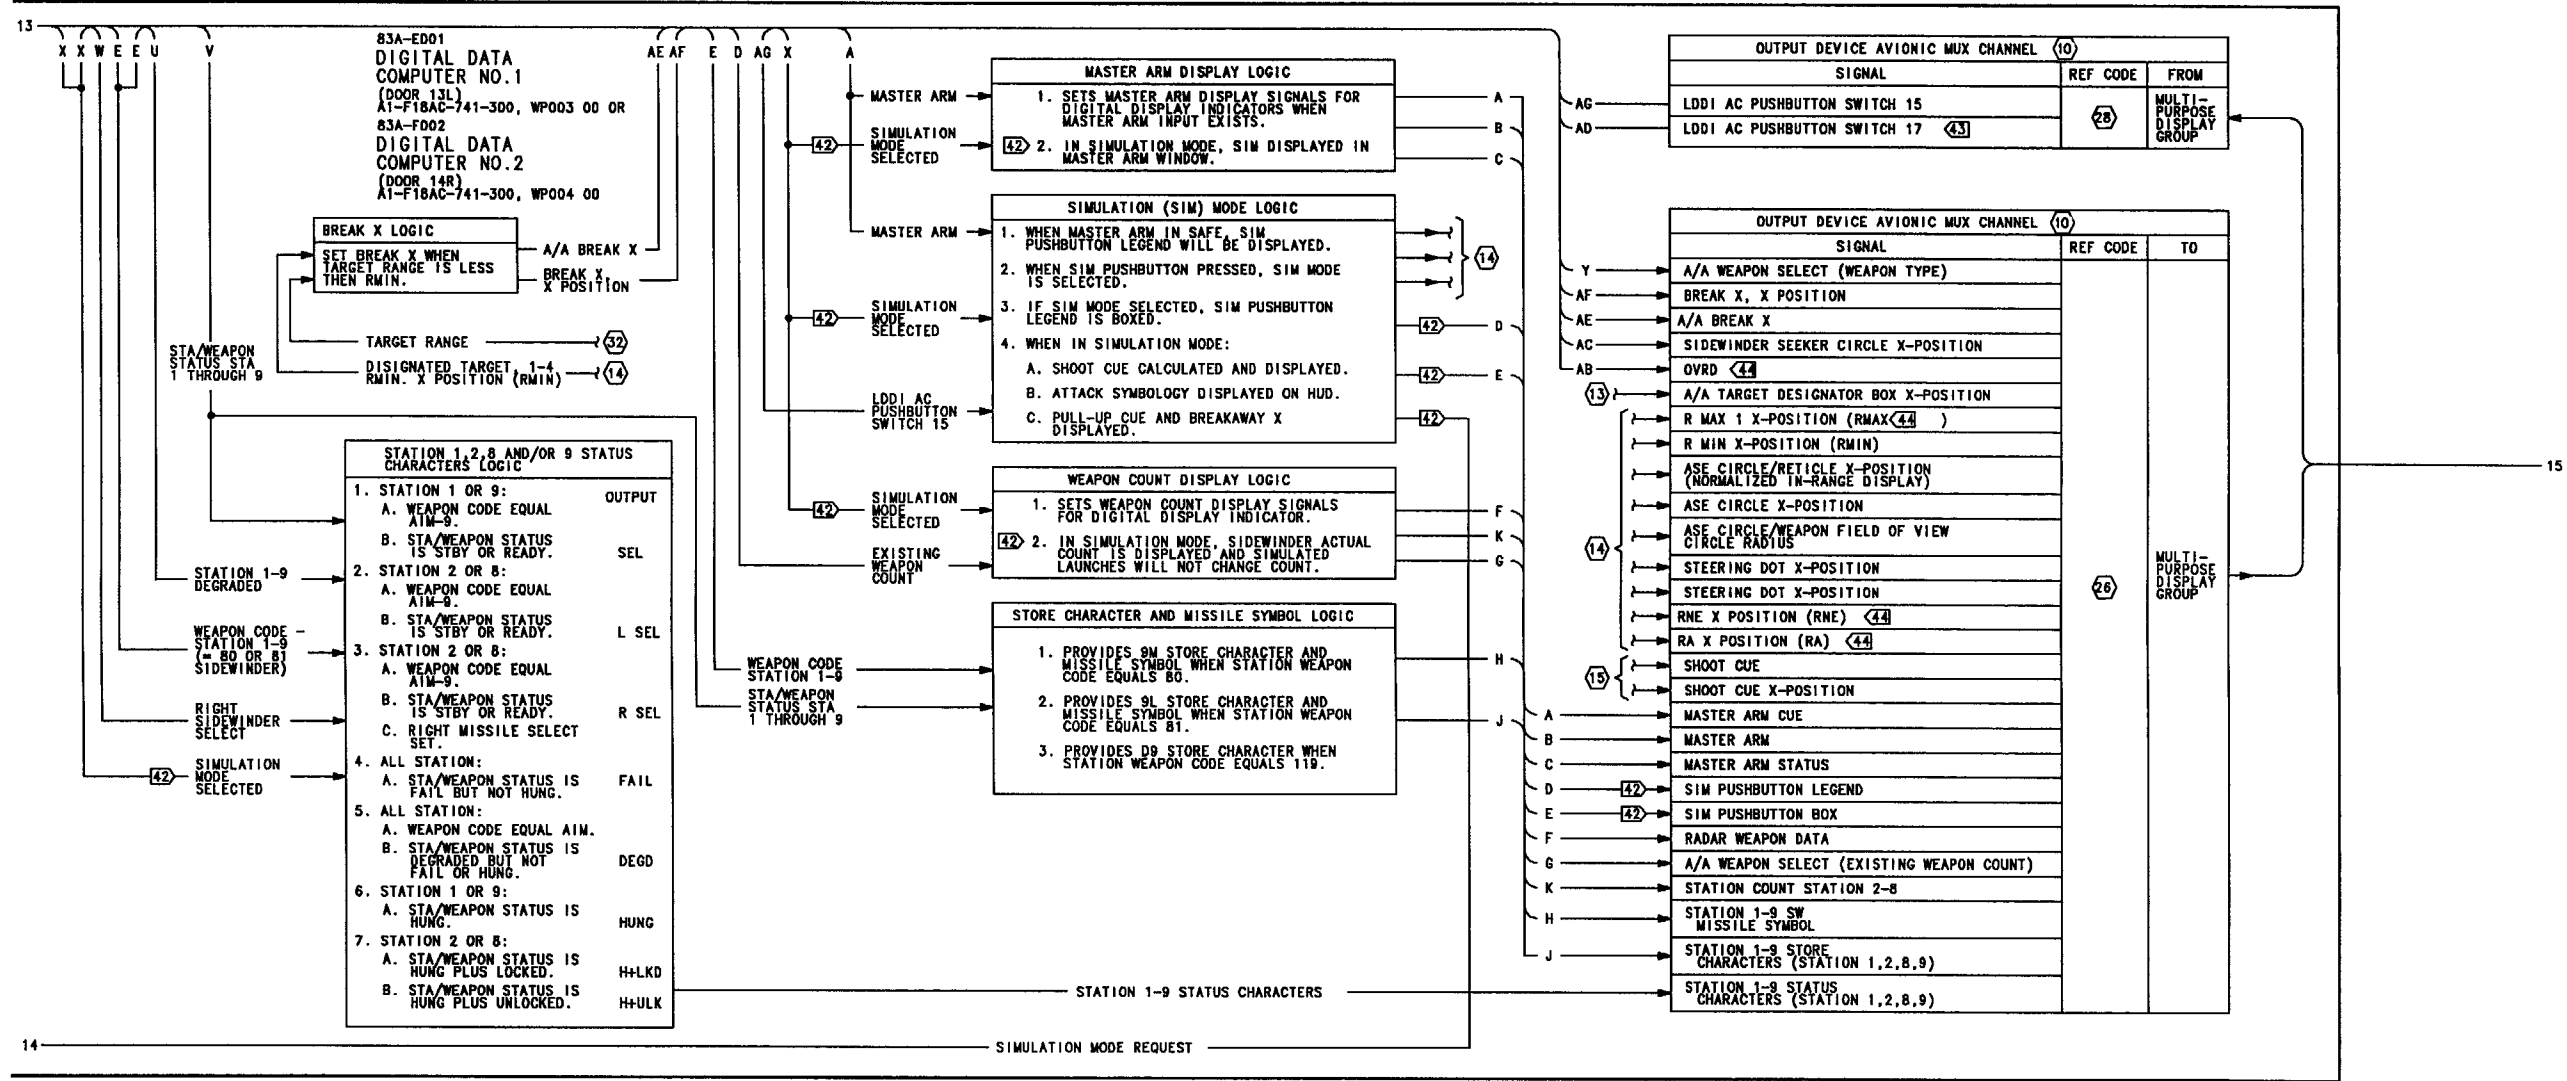 13
X X W E E U V
83A-ED01
DIGITAL DATA
COMPUTER NO.1
(DOOR 13L)
A1-F18AC-741-300, WP003 00 OR
83A-FD02
DIGITAL DATA
COMPUTER NO.2
(DOOR 14R)
A1-F18AC-741-300, WP004 00
AE AF E D AG X A
BREAK X LOGIC
SET BREAK X WHEN
TARGET RANGE IS LESS
THEN RMIN.
A/A BREAK X
BREAK X,
X POSITION
TARGET RANGE
32
DISIGNATED TARGET, 1-4
RMIN. X POSITION (RMIN)
14
STA/WEAPON
STATUS STA
1 THROUGH 9
STATION 1,2,8 AND/OR 9 STATUS
CHARACTERS LOGIC
1. STATION 1 OR 9:
OUTPUT
A. WEAPON CODE EQUAL
AIM-9.
B. STA/WEAPON STATUS
IS STBY OR READY.
SEL
2. STATION 2 OR 8:
A. WEAPON CODE EQUAL
AIM-9.
B. STA/WEAPON STATUS
IS STBY OR READY.
L SEL
3. STATION 2 OR 8:
A. WEAPON CODE EQUAL
AIM-9.
B. STA/WEAPON STATUS
IS STBY OR READY.
R SEL
C. RIGHT MISSILE SELECT
SET.
4. ALL STATION:
A. STA/WEAPON STATUS IS
FAIL BUT NOT HUNG.
FAIL
5. ALL STATION:
A. WEAPON CODE EQUAL AIM.
B. STA/WEAPON STATUS IS
DEGRADED BUT NOT
FAIL OR HUNG.
DEGD
6. STATION 1 OR 9:
A. STA/WEAPON STATUS IS
HUNG.
HUNG
7. STATION 2 OR 8:
A. STA/WEAPON STATUS IS
HUNG PLUS LOCKED.
H+LKD
B. STA/WEAPON STATUS IS
HUNG PLUS UNLOCKED.
H+ULK
STATION 1-9
DEGRADED
WEAPON CODE -
STATION 1-9
(= 80 OR 81
SIDEWINDER)
RIGHT
SIDEWINDER
SELECT
42
SIMULATION
MODE
SELECTED
MASTER ARM
42
SIMULATION
MODE
SELECTED
MASTER ARM DISPLAY LOGIC
1. SETS MASTER ARM DISPLAY SIGNALS FOR
DIGITAL DISPLAY INDICATORS WHEN
MASTER ARM INPUT EXISTS.
42 2. IN SIMULATION MODE, SIM DISPLAYED IN
MASTER ARM WINDOW.
A
B
C
MASTER ARM
42
SIMULATION
MODE
SELECTED
LDDI AC
PUSHBUTTON
SWITCH 15
SIMULATION (SIM) MODE LOGIC
1. WHEN MASTER ARM IN SAFE, SIM
PUSHBUTTON LEGEND WILL BE DISPLAYED.
2. WHEN SIM PUSHBUTTON PRESSED, SIM MODE
IS SELECTED.
3. IF SIM MODE SELECTED, SIM PUSHBUTTON
LEGEND IS BOXED.
4. WHEN IN SIMULATION MODE:
A. SHOOT CUE CALCULATED AND DISPLAYED.
B. ATTACK SYMBOLOGY DISPLAYED ON HUD.
C. PULL-UP CUE AND BREAKAWAY X
DISPLAYED.
14
42 D
42 E
42
42
SIMULATION
MODE
SELECTED
EXISTING
WEAPON
COUNT
WEAPON COUNT DISPLAY LOGIC
1. SETS WEAPON COUNT DISPLAY SIGNALS
FOR DIGITAL DISPLAY INDICATOR.
42 2. IN SIMULATION MODE, SIDEWINDER ACTUAL
COUNT IS DISPLAYED AND SIMULATED
LAUNCHES WILL NOT CHANGE COUNT.
F
K
G
WEAPON CODE
STATION 1-9
STA/WEAPON
STATUS STA
1 THROUGH 9
STORE CHARACTER AND MISSILE SYMBOL LOGIC
1. PROVIDES 9M STORE CHARACTER AND
MISSILE SYMBOL WHEN STATION WEAPON
CODE EQUALS 80.
2. PROVIDES 9L STORE CHARACTER AND
MISSILE SYMBOL WHEN STATION WEAPON
CODE EQUALS 81.
3. PROVIDES D9 STORE CHARACTER WHEN
STATION WEAPON CODE EQUALS 119.
H
J
STATION 1-9 STATUS CHARACTERS
14
SIMULATION MODE REQUEST
OUTPUT DEVICE AVIONIC MUX CHANNEL 10
SIGNAL REF CODE FROM
AG LDDI AC PUSHBUTTON SWITCH 15
AD LDDI AC PUSHBUTTON SWITCH 17 43
28
MULTI-
PURPOSE
DISPLAY
GROUP
OUTPUT DEVICE AVIONIC MUX CHANNEL 10
SIGNAL REF CODE TO
Y A/A WEAPON SELECT (WEAPON TYPE)
AF BREAK X, X POSITION
AE A/A BREAK X
AC SIDEWINDER SEEKER CIRCLE X-POSITION
AB OVRD 44
13 A/A TARGET DESIGNATOR BOX X-POSITION
14
R MAX 1 X-POSITION (RMAX 44 )
R MIN X-POSITION (RMIN)
ASE CIRCLE/RETICLE X-POSITION
(NORMALIZED IN-RANGE DISPLAY)
ASE CIRCLE X-POSITION
ASE CIRCLE/WEAPON FIELD OF VIEW
CIRCLE RADIUS
STEERING DOT X-POSITION
STEERING DOT X-POSITION
RNE X POSITION (RNE) 44
RA X POSITION (RA) 44
15
SHOOT CUE
SHOOT CUE X-POSITION
A MASTER ARM CUE
B MASTER ARM
C MASTER ARM STATUS
D 42 SIM PUSHBUTTON LEGEND
E 42 SIM PUSHBUTTON BOX
F RADAR WEAPON DATA
G A/A WEAPON SELECT (EXISTING WEAPON COUNT)
K STATION COUNT STATION 2-8
H STATION 1-9 SW
MISSILE SYMBOL
J STATION 1-9 STORE
CHARACTERS (STATION 1,2,8,9)
STATION 1-9 STATUS
CHARACTERS (STATION 1,2,8,9)
26
MULTI-
PURPOSE
DISPLAY
GROUP
15